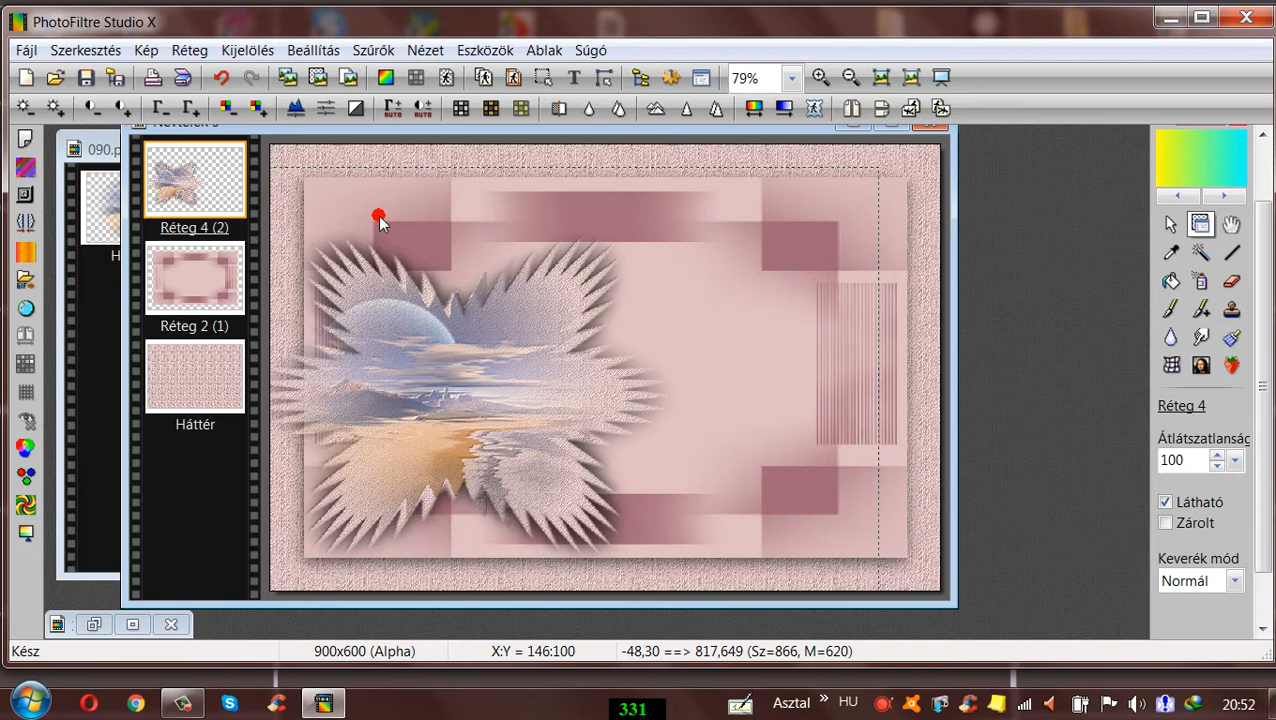 PhotoFiltre Studio X
Fájl Szerkesztés Kép Réteg Kijelölés Beállítás Szűrők Nézet Eszközök Ablak Súgó
79%
090.p
Réteg 4 (2)
Réteg 2 (1)
Háttér
Réteg 4
Átlátszatlanság
100
Látható
Zárolt
Keverék mód
Normál
Kész 900x600 (Alpha) X:Y = 146:100 -48,30 ==> 817,649 (Sz=866, M=620)
331 Asztal » HU 20:52